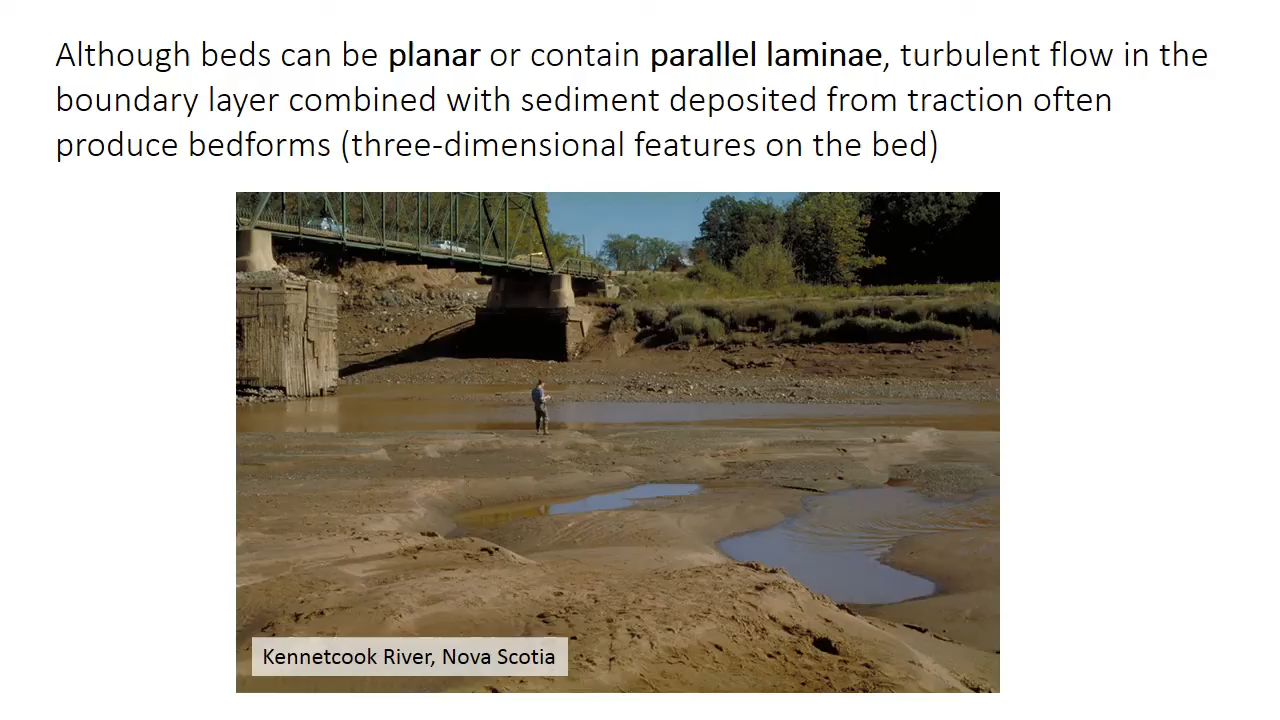 Although beds can be planar or contain parallel laminae, turbulent flow in the
boundary layer combined with sediment deposited from traction often
produce bedforms (three-dimensional features on the bed)
Kennetcook River, Nova Scotia